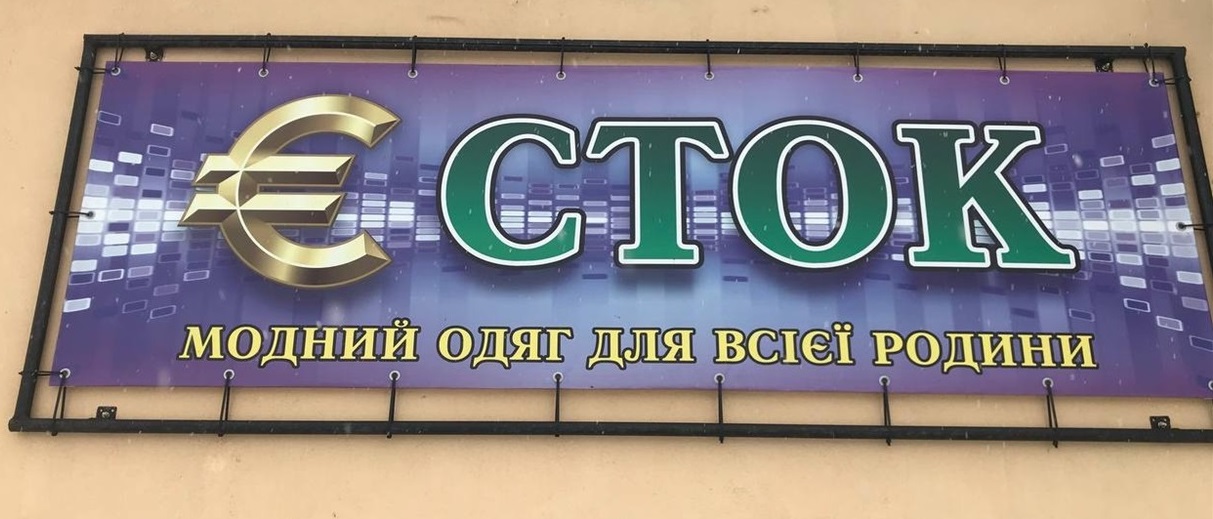 € СТОК
МОДНИЙ ОДЯГ ДЛЯ ВСІЄЇ РОДИНИ